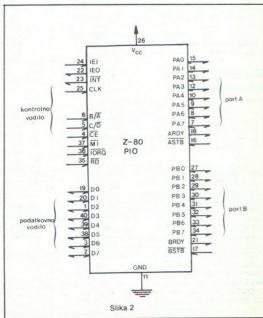 26
Vcc
24 IEI
22 IEO
23 INT
25 CLK
kontrolno vodilo
6 B/A
5 C/D
4 CE
37 M1
36 IORQ
35 RD
Z-80
PIO
PA0 15
PA1 14
PA2 13
PA3 12
PA4 10
PA5 9
PA6 8
PA7 7
ARDY 18
ASTB 16
port A
19 D0
20 D1
1 D2
40 D3
39 D4
38 D5
3 D6
2 D7
podatkovno vodilo
PB0 27
PB1 28
PB2 29
PB3 30
PB4 31
PB5 32
PB6 33
PB7 34
BRDY 21
BSTB 17
port B
GND
11
Slika 2